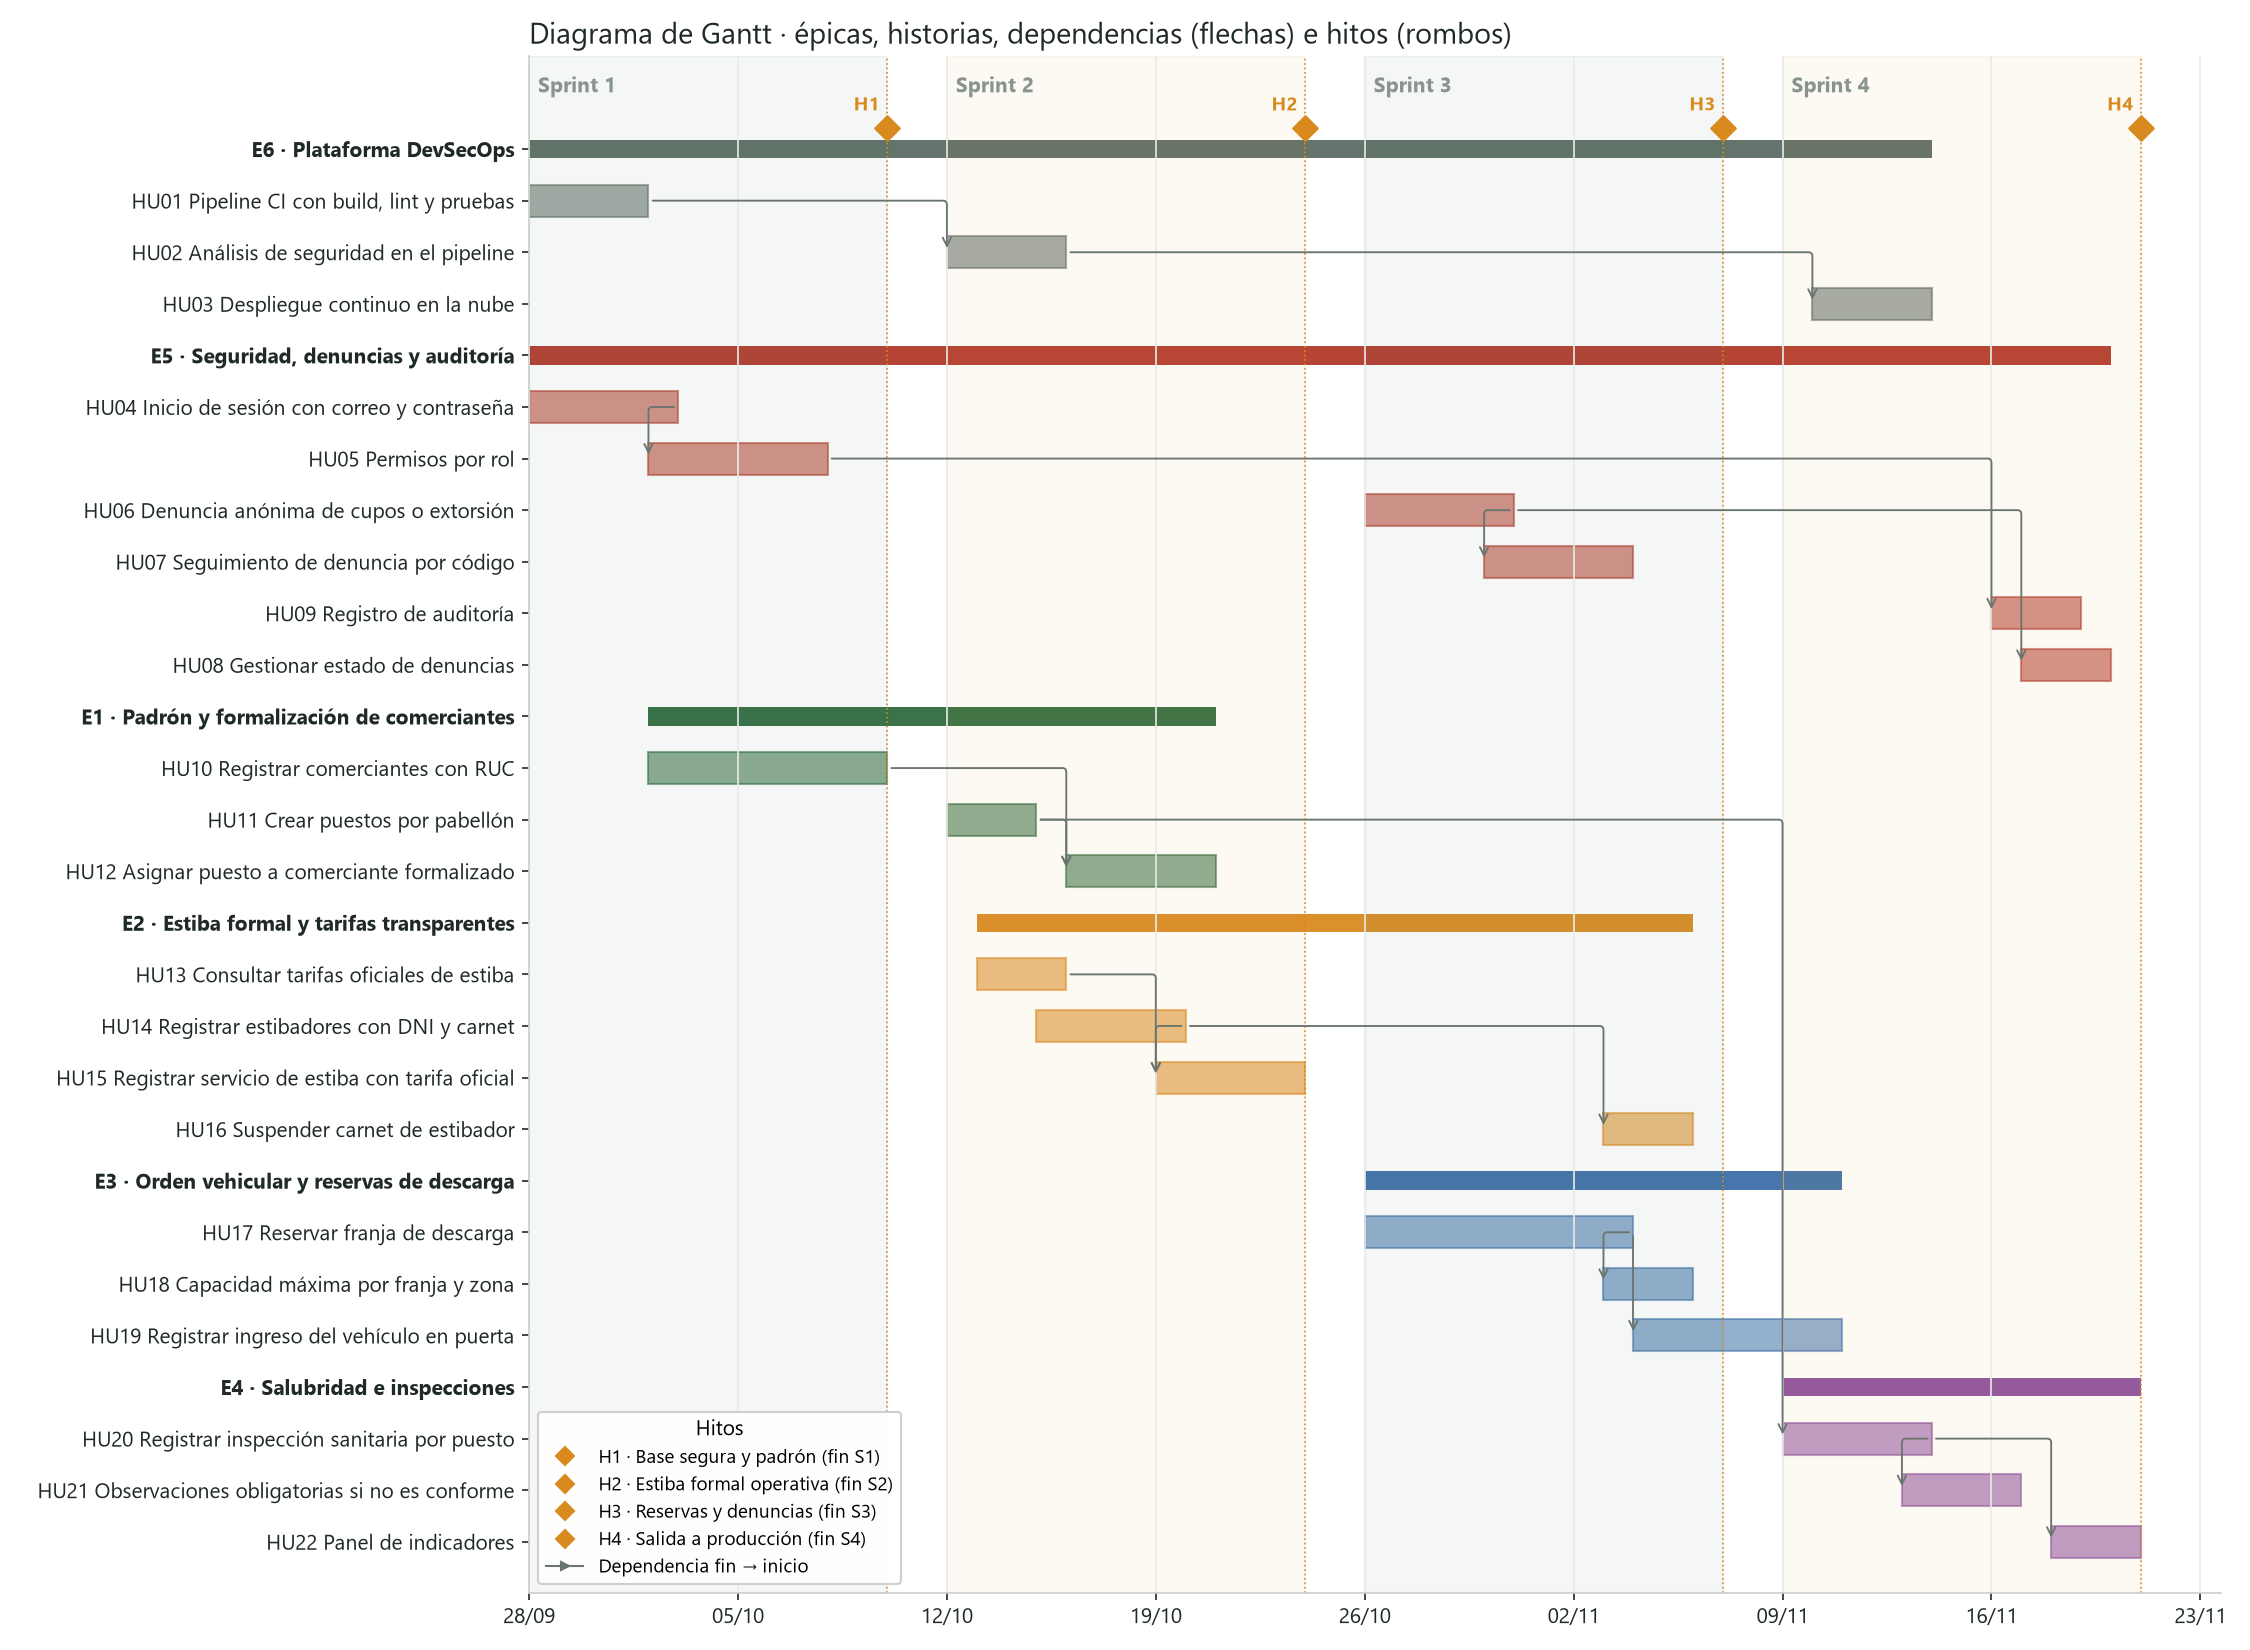 Diagrama de Gantt · épicas, historias, dependencias (flechas) e hitos (rombos)
Sprint 1
Sprint 2
Sprint 3
Sprint 4
H1
H2
H3
H4
E6 · Plataforma DevSecOps
HU01 Pipeline CI con build, lint y pruebas
HU02 Análisis de seguridad en el pipeline
HU03 Despliegue continuo en la nube
E5 · Seguridad, denuncias y auditoría
HU04 Inicio de sesión con correo y contraseña
HU05 Permisos por rol
HU06 Denuncia anónima de cupos o extorsión
HU07 Seguimiento de denuncia por código
HU09 Registro de auditoría
HU08 Gestionar estado de denuncias
E1 · Padrón y formalización de comerciantes
HU10 Registrar comerciantes con RUC
HU11 Crear puestos por pabellón
HU12 Asignar puesto a comerciante formalizado
E2 · Estiba formal y tarifas transparentes
HU13 Consultar tarifas oficiales de estiba
HU14 Registrar estibadores con DNI y carnet
HU15 Registrar servicio de estiba con tarifa oficial
HU16 Suspender carnet de estibador
E3 · Orden vehicular y reservas de descarga
HU17 Reservar franja de descarga
HU18 Capacidad máxima por franja y zona
HU19 Registrar ingreso del vehículo en puerta
E4 · Salubridad e inspecciones
HU20 Registrar inspección sanitaria por puesto
HU21 Observaciones obligatorias si no es conforme
HU22 Panel de indicadores
Hitos
H1 · Base segura y padrón (fin S1)
H2 · Estiba formal operativa (fin S2)
H3 · Reservas y denuncias (fin S3)
H4 · Salida a producción (fin S4)
Dependencia fin → inicio
28/09
05/10
12/10
19/10
26/10
02/11
09/11
16/11
23/11